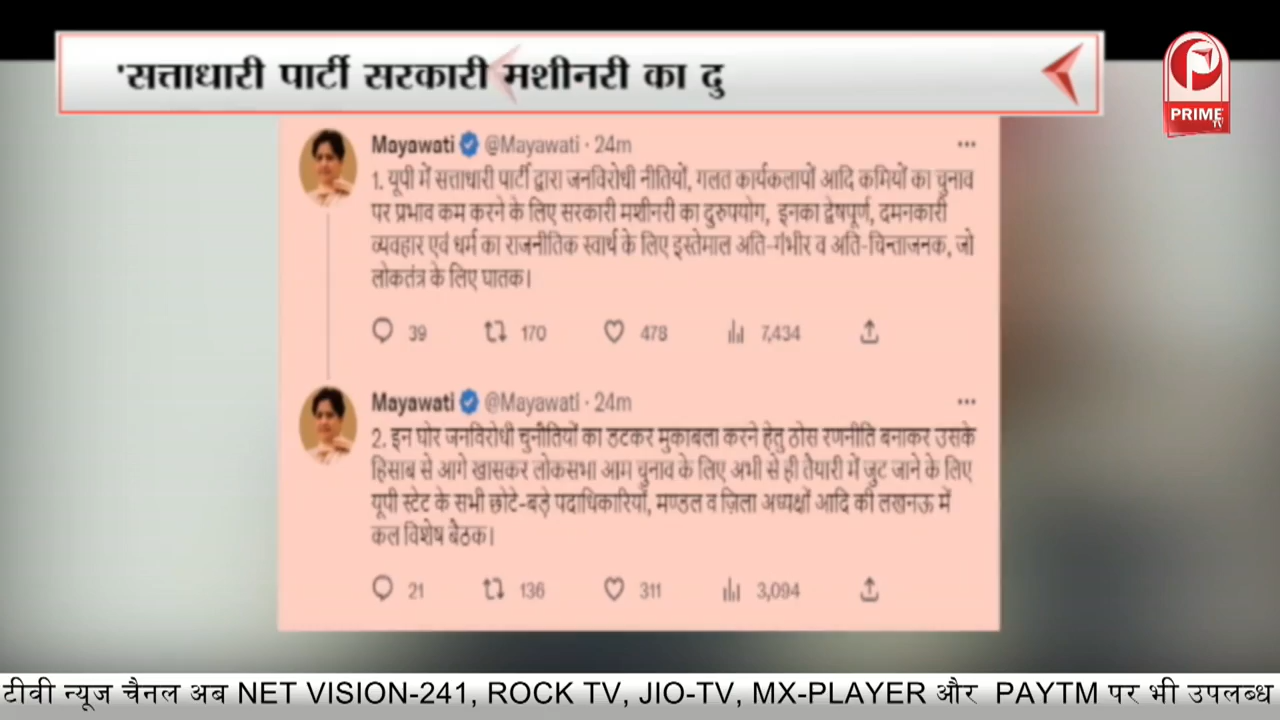 'सत्ताधारी पार्टी सरकारी मशीनरी का दु
PRIME
TV
Mayawati @Mayawati · 24m
1. यूपी में सत्ताधारी पार्टी द्वारा जनविरोधी नीतियों, गलत कार्यकलापों आदि कमियों का चुनाव
पर प्रभाव कम करने के लिए सरकारी मशीनरी का दुरुपयोग, इनका द्वेषपूर्ण, दमनकारी
व्यवहार एवं धर्म का राजनीतिक स्वार्थ के लिए इस्तेमाल अति-गंभीर व अति-चिन्ताजनक, जो
लोकतंत्र के लिए घातक।
39 170 478 7,434
Mayawati @Mayawati · 24m
2. इन घोर जनविरोधी चुनौतियों का डटकर मुकाबला करने हेतु ठोस रणनीति बनाकर उसके
हिसाब से आगे खासकर लोकसभा आम चुनाव के लिए अभी से ही तैयारी में जुट जाने के लिए
यूपी स्टेट के सभी छोटे-बड़े पदाधिकारियों, मण्डल व ज़िला अध्यक्षों आदि की लखनऊ में
कल विशेष बैठक।
21 136 311 3,094
टीवी न्यूज चैनल अब NET VISION-241, ROCK TV, JIO-TV, MX-PLAYER और PAYTM पर भी उपलब्ध